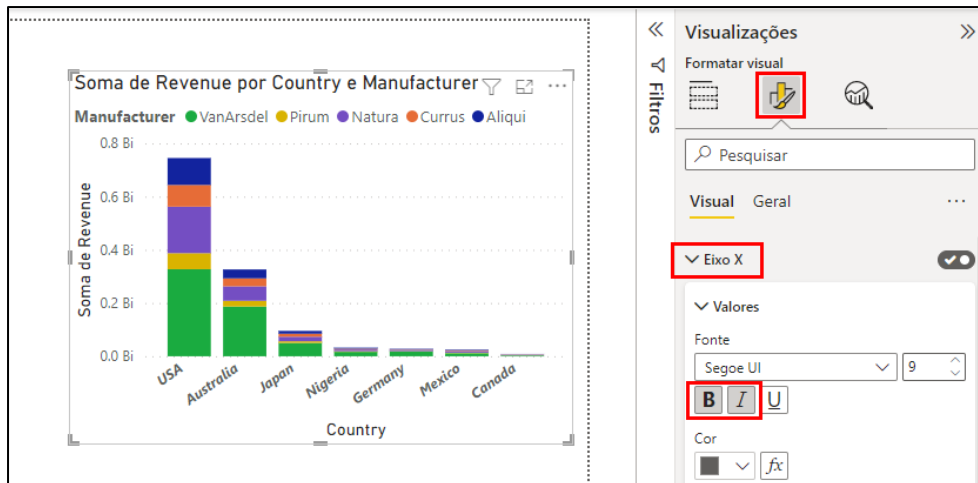 Soma de Revenue por Country e Manufacturer
Manufacturer VanArsdel Pirum Natura Currus Aliqui
0.8 Bi
0.6 Bi
0.4 Bi
0.2 Bi
0.0 Bi
Soma de Revenue
USA Australia Japan Nigeria Germany Mexico Canada
Country
Filtros
Visualizações
Formatar visual
Pesquisar
Visual Geral
Eixo X
Valores
Fonte
Segoe UI 9
B I U
Cor
fx